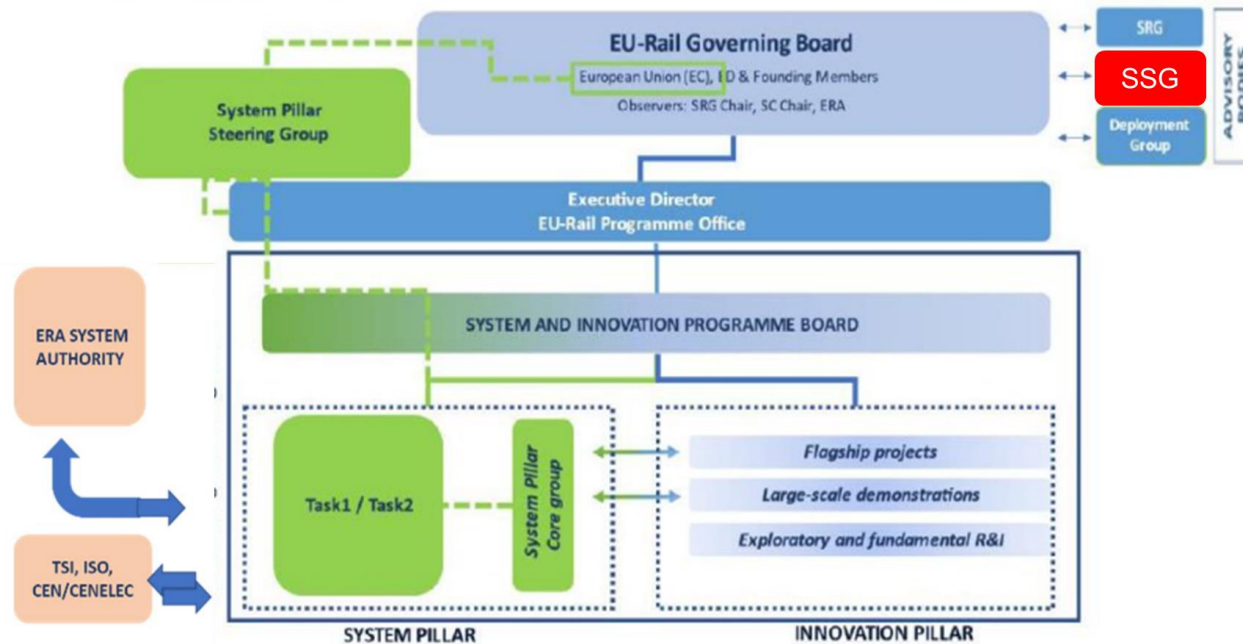 EU-Rail Governing Board
European Union (EC), ED & Founding Members
Observers: SRG Chair, SC Chair, ERA
SRG
SSG
Deployment
Group
ADVISORY
BODIES
System Pillar
Steering Group
Executive Director
EU-Rail Programme Office
ERA SYSTEM
AUTHORITY
SYSTEM AND INNOVATION PROGRAMME BOARD
Task1 / Task2
System Pillar
Core group
Flagship projects
Large-scale demonstrations
Exploratory and fundamental R&I
TSI, ISO,
CEN/CENELEC
SYSTEM PILLAR
INNOVATION PILLAR